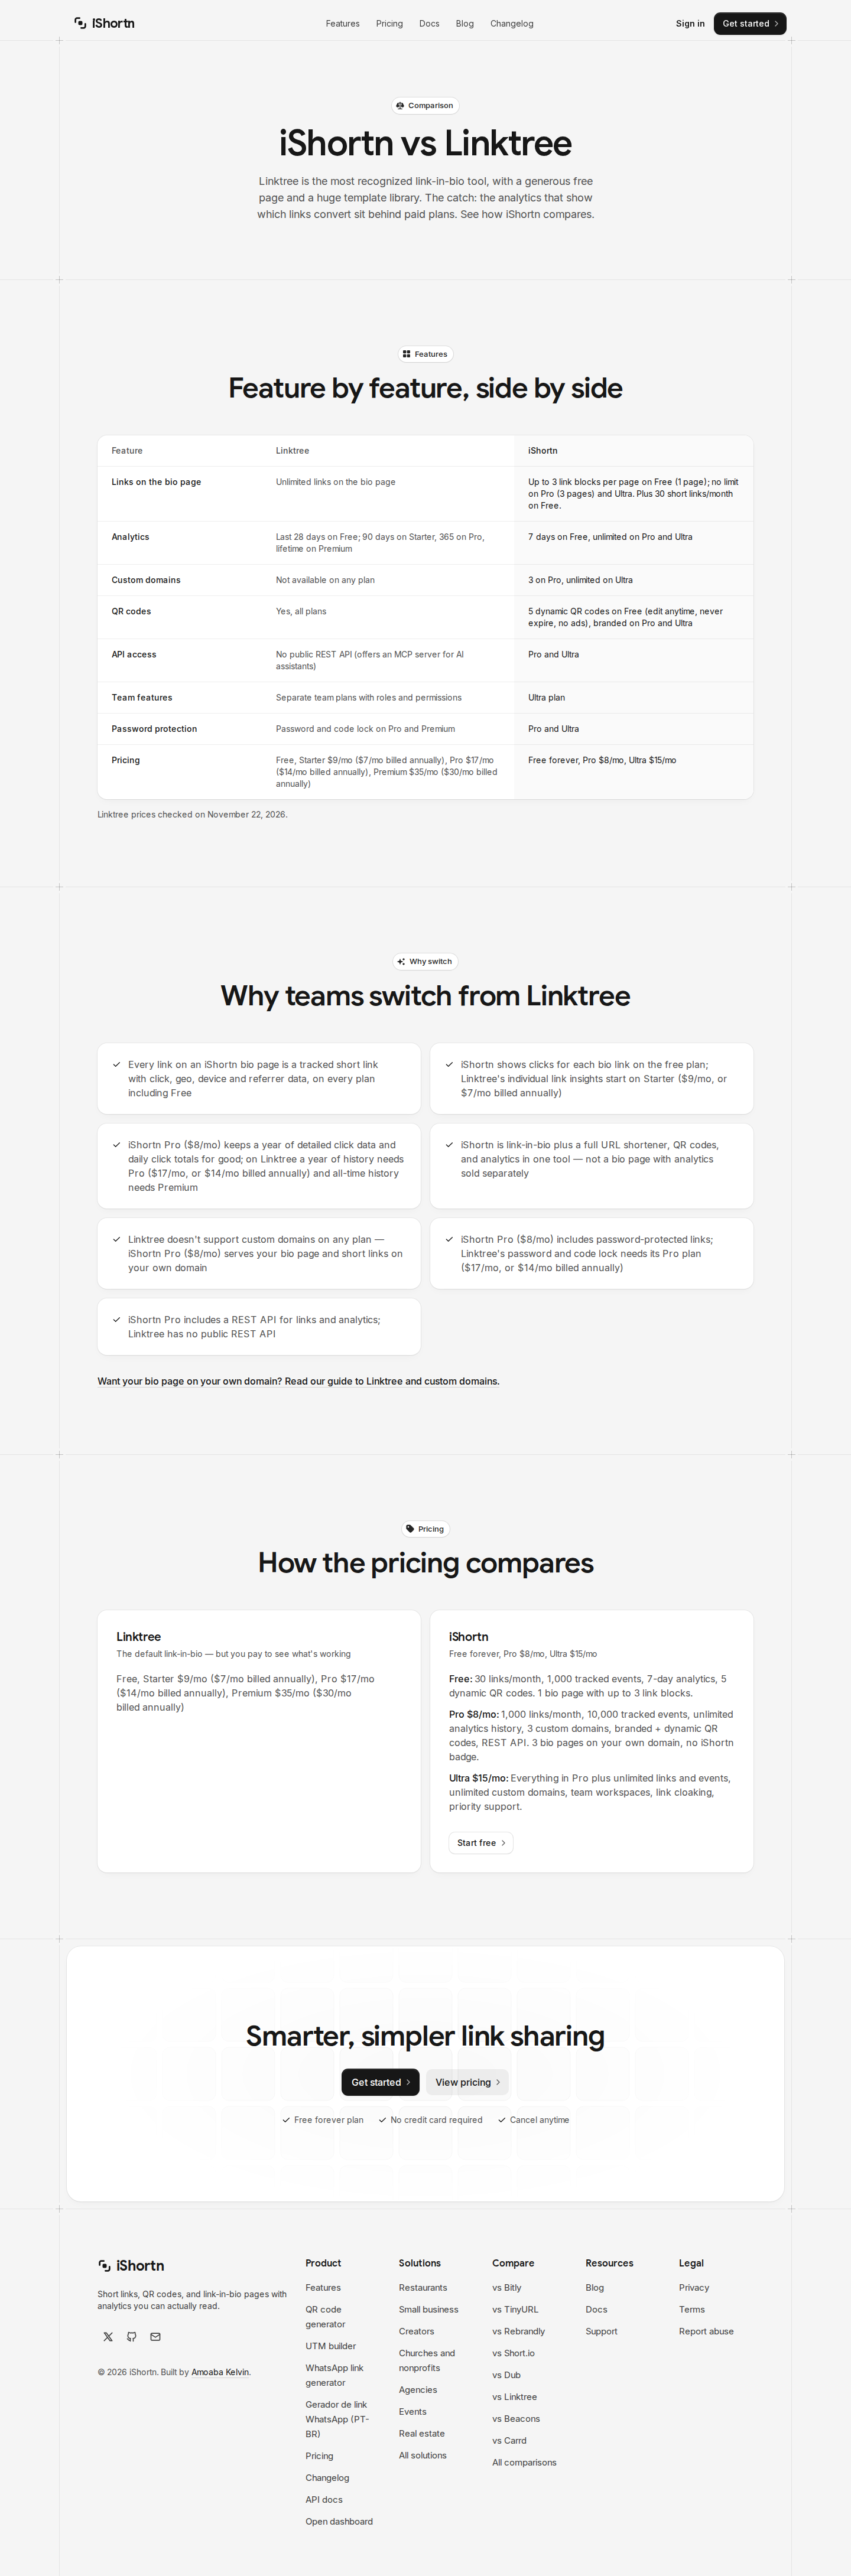 iShortn
Features
Pricing
Docs
Blog
Changelog
Sign in
Get started
Comparison
iShortn vs Linktree
Linktree is the most recognized link-in-bio tool, with a generous free
page and a huge template library. The catch: the analytics that show
which links convert sit behind paid plans. See how iShortn compares.
Features
Feature by feature, side by side
Feature
Linktree
iShortn
Links on the bio page
Unlimited links on the bio page
Up to 3 link blocks per page on Free (1 page); no limit
on Pro (3 pages) and Ultra. Plus 30 short links/month
on Free.
Analytics
Last 28 days on Free; 90 days on Starter, 365 on Pro,
lifetime on Premium
7 days on Free, unlimited on Pro and Ultra
Custom domains
Not available on any plan
3 on Pro, unlimited on Ultra
QR codes
Yes, all plans
5 dynamic QR codes on Free (edit anytime, never
expire, no ads), branded on Pro and Ultra
API access
No public REST API (offers an MCP server for AI
assistants)
Pro and Ultra
Team features
Separate team plans with roles and permissions
Ultra plan
Password protection
Password and code lock on Pro and Premium
Pro and Ultra
Pricing
Free, Starter $9/mo ($7/mo billed annually), Pro $17/mo
($14/mo billed annually), Premium $35/mo ($30/mo billed
annually)
Free forever, Pro $8/mo, Ultra $15/mo
Linktree prices checked on November 22, 2026.
Why switch
Why teams switch from Linktree
Every link on an iShortn bio page is a tracked short link
with click, geo, device and referrer data, on every plan
including Free
iShortn shows clicks for each bio link on the free plan;
Linktree's individual link insights start on Starter ($9/mo, or
$7/mo billed annually)
iShortn Pro ($8/mo) keeps a year of detailed click data and
daily click totals for good; on Linktree a year of history needs
Pro ($17/mo, or $14/mo billed annually) and all-time history
needs Premium
iShortn is link-in-bio plus a full URL shortener, QR codes,
and analytics in one tool — not a bio page with analytics
sold separately
Linktree doesn't support custom domains on any plan —
iShortn Pro ($8/mo) serves your bio page and short links on
your own domain
iShortn Pro ($8/mo) includes password-protected links;
Linktree's password and code lock needs its Pro plan
($17/mo, or $14/mo billed annually)
iShortn Pro includes a REST API for links and analytics;
Linktree has no public REST API
Want your bio page on your own domain? Read our guide to Linktree and custom domains.
Pricing
How the pricing compares
Linktree
The default link-in-bio — but you pay to see what's working
Free, Starter $9/mo ($7/mo billed annually), Pro $17/mo
($14/mo billed annually), Premium $35/mo ($30/mo
billed annually)
iShortn
Free forever, Pro $8/mo, Ultra $15/mo
Free: 30 links/month, 1,000 tracked events, 7-day analytics, 5
dynamic QR codes. 1 bio page with up to 3 link blocks.
Pro $8/mo: 1,000 links/month, 10,000 tracked events, unlimited
analytics history, 3 custom domains, branded + dynamic QR
codes, REST API. 3 bio pages on your own domain, no iShortn
badge.
Ultra $15/mo: Everything in Pro plus unlimited links and events,
unlimited custom domains, team workspaces, link cloaking,
priority support.
Start free
Smarter, simpler link sharing
Get started
View pricing
Free forever plan
No credit card required
Cancel anytime
iShortn
Short links, QR codes, and link-in-bio pages with
analytics you can actually read.
© 2026 iShortn. Built by Amoaba Kelvin.
Product
Features
QR code
generator
UTM builder
WhatsApp link
generator
Gerador de link
WhatsApp (PT-
BR)
Pricing
Changelog
API docs
Open dashboard
Solutions
Restaurants
Small business
Creators
Churches and
nonprofits
Agencies
Events
Real estate
All solutions
Compare
vs Bitly
vs TinyURL
vs Rebrandly
vs Short.io
vs Dub
vs Linktree
vs Beacons
vs Carrd
All comparisons
Resources
Blog
Docs
Support
Legal
Privacy
Terms
Report abuse